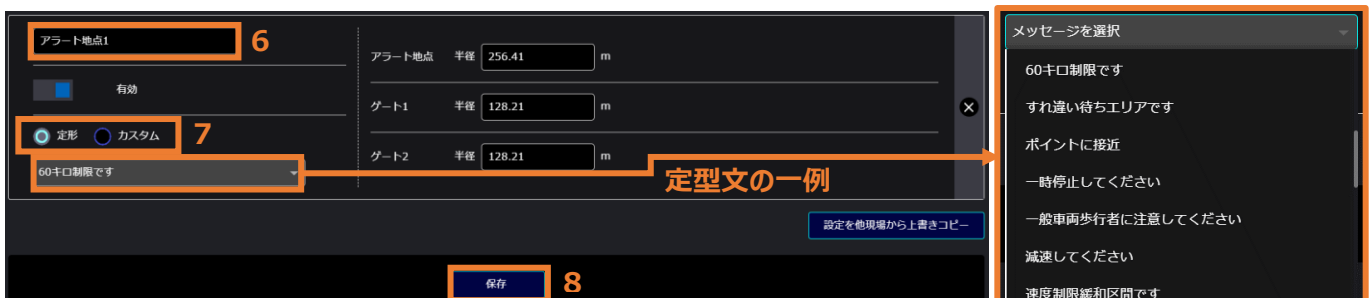 アラート地点1
6
有効
定形 カスタム
7
60キロ制限です
アラート地点 半径 256.41 m
ゲート1 半径 128.21 m
ゲート2 半径 128.21 m
定型文の一例
設定を他現場から上書きコピー
保存
8
メッセージを選択
60キロ制限です
すれ違い待ちエリアです
ポイントに接近
一時停止してください
一般車両歩行者に注意してください
減速してください
速度制限緩和区間です